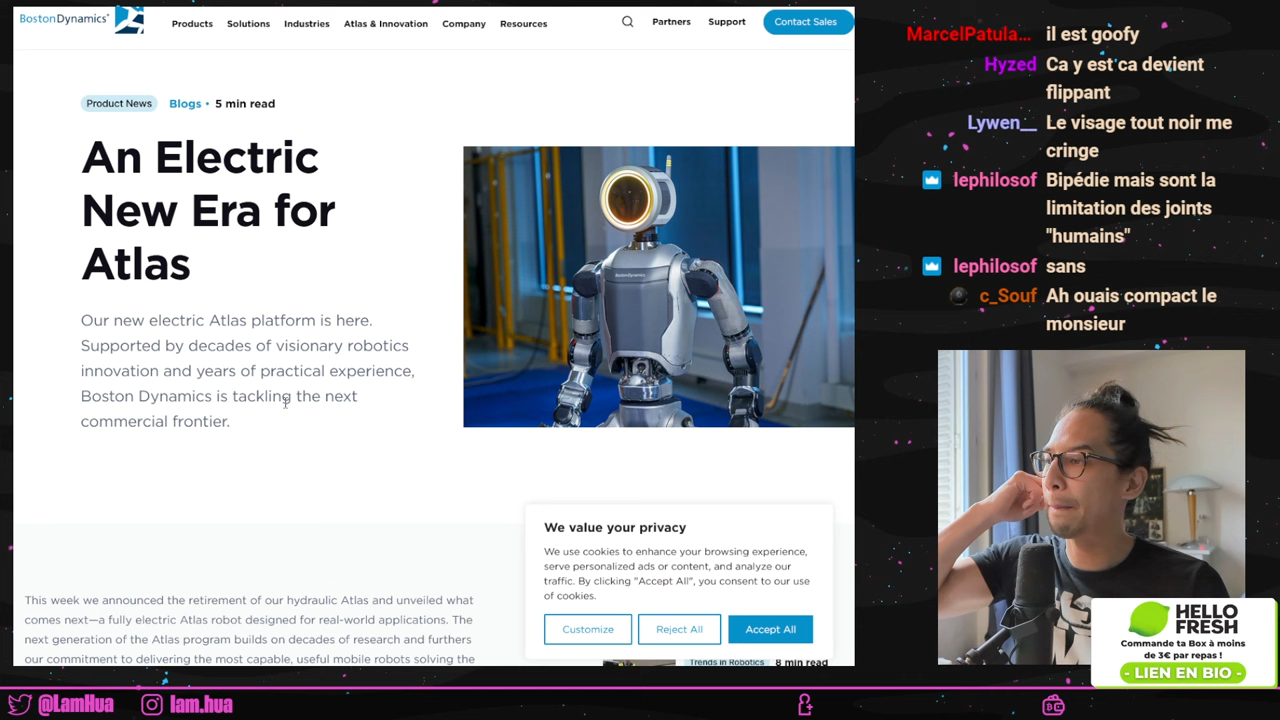 BostonDynamics
Products Solutions Industries Atlas & Innovation Company Resources
Partners Support Contact Sales
Product News Blogs • 5 min read
An Electric
New Era for
Atlas
Our new electric Atlas platform is here.
Supported by decades of visionary robotics
innovation and years of practical experience,
Boston Dynamics is tackling the next
commercial frontier.
BostonDynamics
We value your privacy
We use cookies to enhance your browsing experience,
serve personalized ads or content, and analyze our
traffic. By clicking "Accept All", you consent to our use
of cookies.
Customize Reject All Accept All
This week we announced the retirement of our hydraulic Atlas and unveiled what
comes next—a fully electric Atlas robot designed for real-world applications. The
next generation of the Atlas program builds on decades of research and furthers
our commitment to delivering the most capable, useful mobile robots solving the
Trends in Robotics 8 min read
MarcelPatula... il est goofy
Hyzed Ca y est ca devient
flippant
Lywen__ Le visage tout noir me
cringe
lephilosof Bipédie mais sont la
limitation des joints
"humains"
lephilosof sans
c_Souf Ah ouais compact le
monsieur
HELLO
FRESH
Commande ta Box à moins
de 3€ par repas !
- LIEN EN BIO -
@LamHua lam.hua